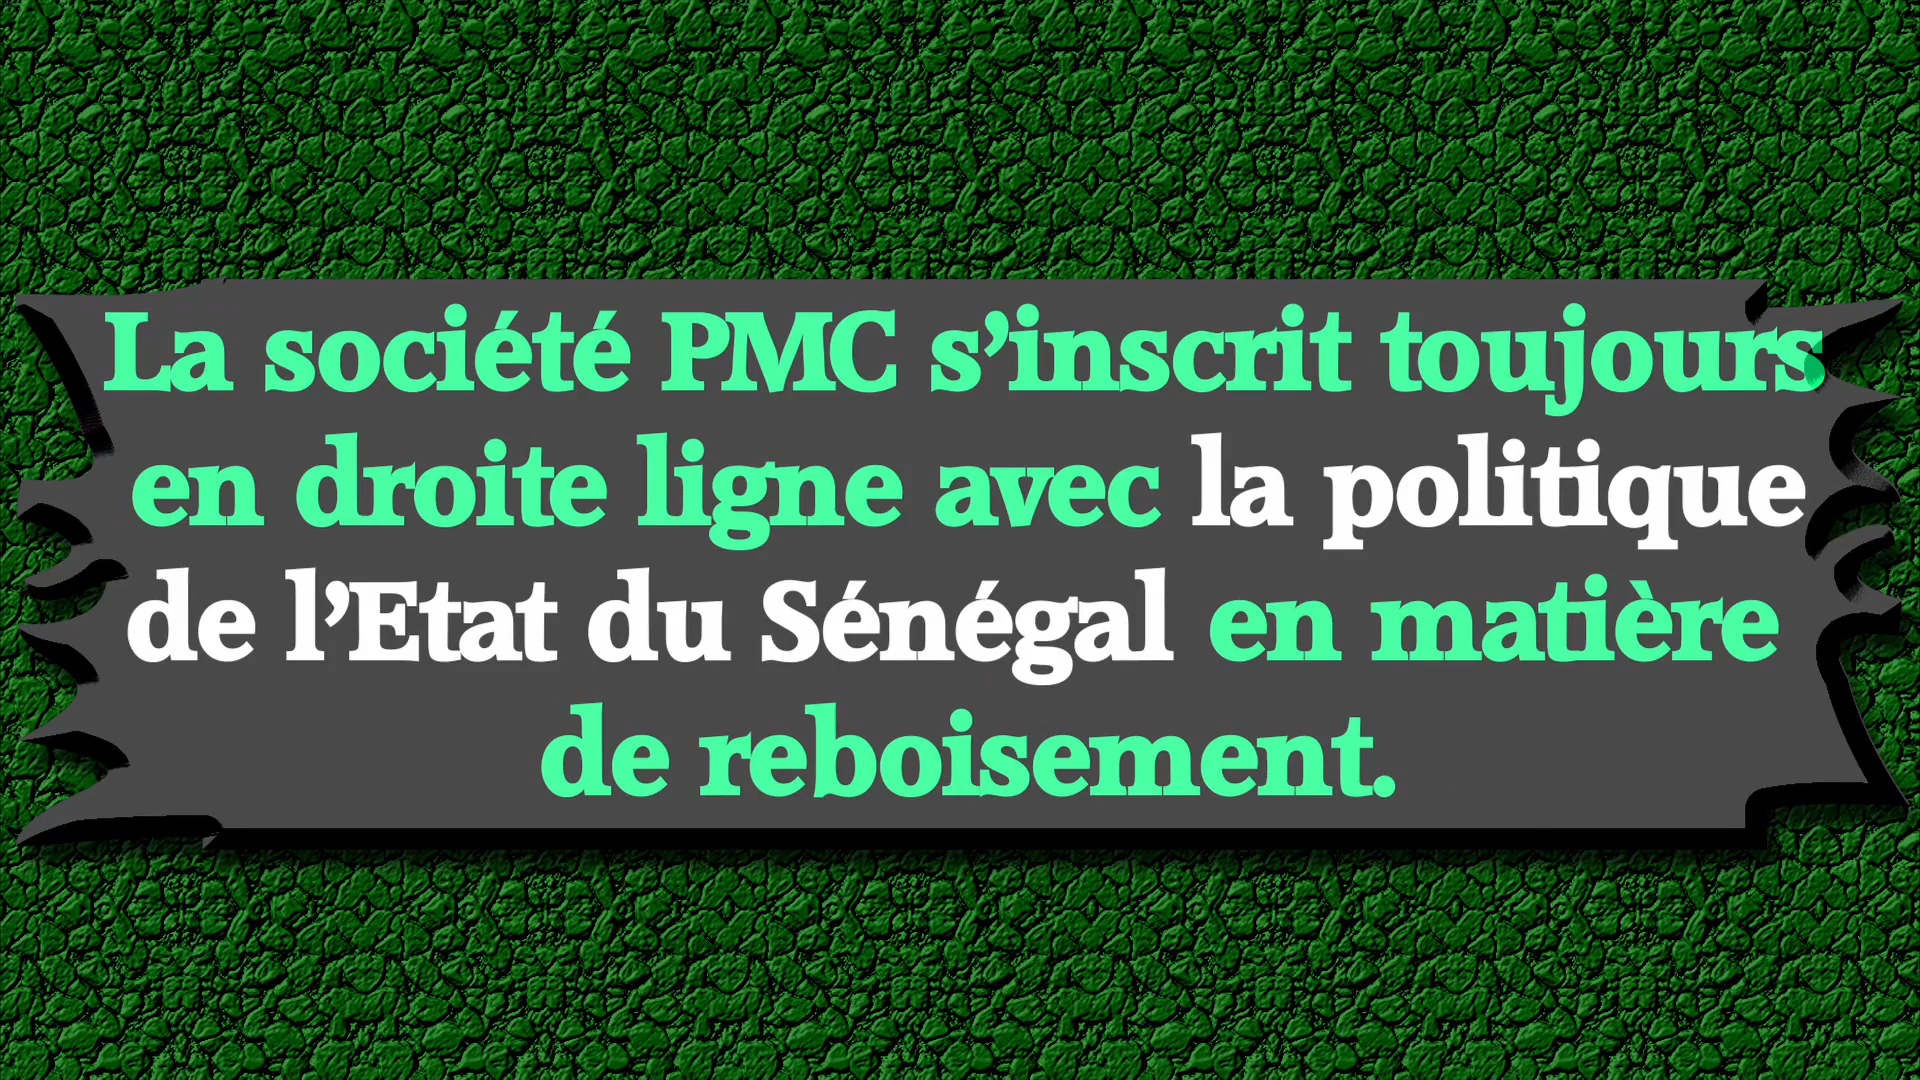 La société PMC s’inscrit toujours
en droite ligne avec la politique
de l’Etat du Sénégal en matière
de reboisement.